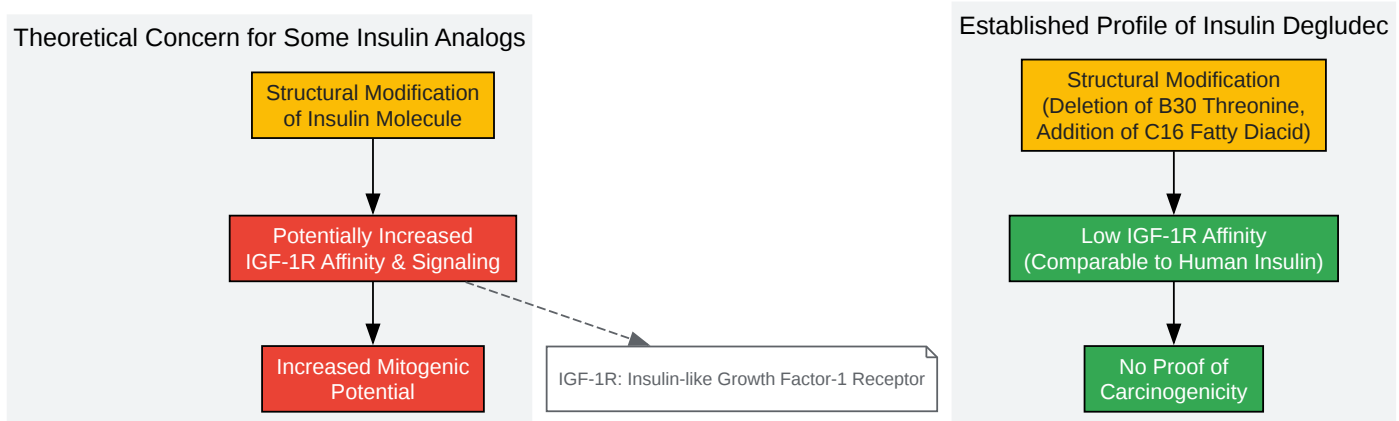 Theoretical Concern for Some Insulin Analogs
Structural Modification
of Insulin Molecule
Potentially Increased
IGF-1R Affinity & Signaling
Increased Mitogenic
Potential
IGF-1R: Insulin-like Growth Factor-1 Receptor
Established Profile of Insulin Degludec
Structural Modification
(Deletion of B30 Threonine,
Addition of C16 Fatty Diacid)
Low IGF-1R Affinity
(Comparable to Human Insulin)
No Proof of
Carcinogenicity